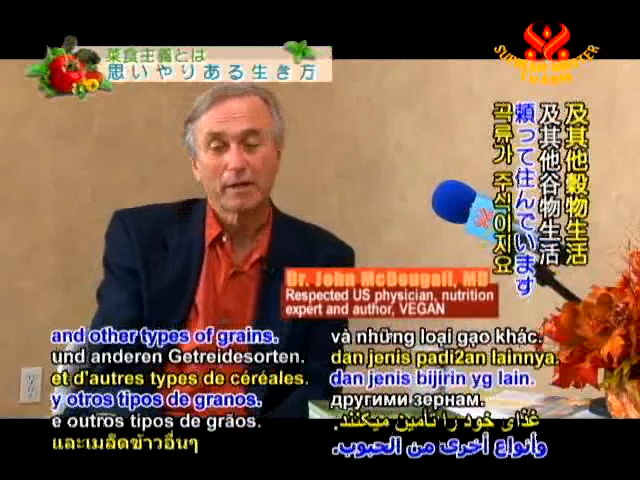 菜食主義とは
思いやりある生き方
SUPREME MASTER
TV.COM
及其他穀物生活
及其他谷物生活
頼って住んでいます
곡류가 주식이지요
Dr. John McDougall, MD
Respected US physician, nutrition
expert and author, VEGAN
and other types of grains.
und anderen Getreidesorten.
et d'autres types de céréales.
y otros tipos de granos.
e outros tipos de grãos.
และเมล็ดข้าวอื่นๆ
và những loại gạo khác.
dan jenis padi2an lainnya.
dan jenis bijirin yg lain.
другими зернам.
غذای خود را تأمین میکنند.
وأنواع أخرى من الحبوب.